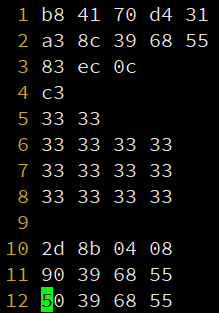 1 b8 41 70 d4 31
2 a3 8c 39 68 55
3 83 ec 0c
4 c3
5 33 33
6 33 33 33 33
7 33 33 33 33
8 33 33 33 33
9
10 2d 8b 04 08
11 90 39 68 55
12 50 39 68 55